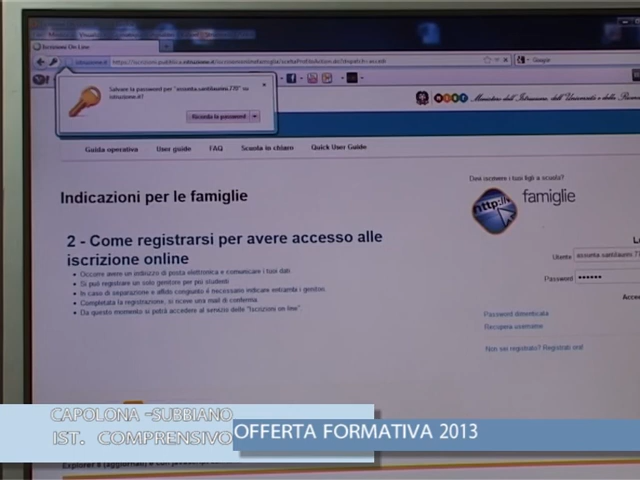 Iscrizioni On Line
Google
Salvare la password per "assunta.santilaurini.770" su
istruzione.it?
Ricorda la password
Ministero dell'Istruzione, dell'Università e della
Guida operativa User guide FAQ Scuola in chiaro Quick User Guide
Devi iscrivere i tuoi figli a scuola?
http://
famiglie
Indicazioni per le famiglie
2 - Come registrarsi per avere accesso alle
iscrizione online
Occorre avere un indirizzo di posta elettronica e comunicare i tuoi dati.
Si può registrare un solo genitore per più studenti
In caso di separazione e affido congiunto è necessario indicare entrambi i genitori.
Completata la registrazione, si riceve una mail di conferma.
Da questo momento si potrà accedere al servizio delle "Iscrizioni on line".
Utente
Password
Password dimenticata
Recupera username
Non sei registrato? Registrati ora!
CAPOLONA -SUBBIANO
IST. COMPRENSIVO
OFFERTA FORMATIVA 2013